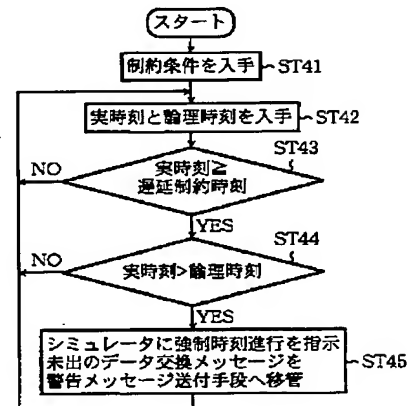 スタート
制約条件を入手
ST41
実時刻と論理時刻を入手
ST42
ST43
実時刻≧
遅延制約時刻
NO
YES
ST44
実時刻>論理時刻
NO
YES
シミュレータに強制時刻進行を指示
未出のデータ交換メッセージを
警告メッセージ送付手段へ移管
ST45